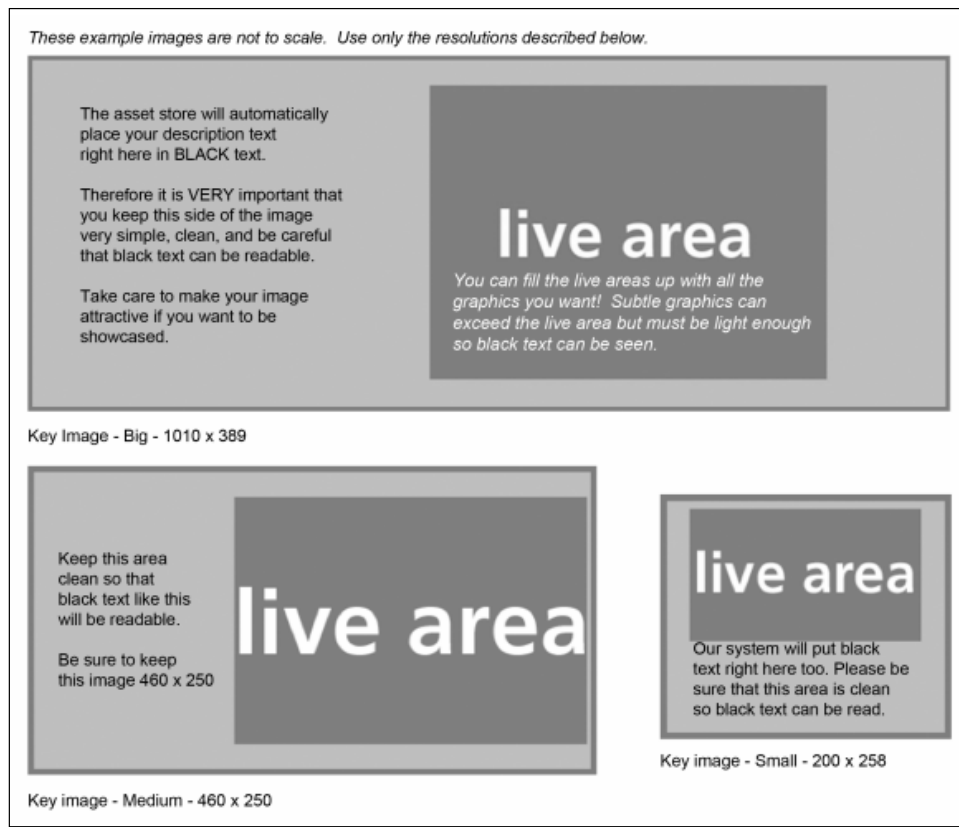 These example images are not to scale.  Use only the resolutions described below.
The asset store will automatically
place your description text
right here in BLACK text.
Therefore it is VERY important that
you keep this side of the image
very simple, clean, and be careful
that black text can be readable.
Take care to make your image
attractive if you want to be
showcased.
live area
You can fill the live areas up with all the
graphics you want!  Subtle graphics can
exceed the live area but must be light enough
so black text can be seen.
Key Image - Big - 1010 x 389
Keep this area
clean so that
black text like this
will be readable.
Be sure to keep
this image 460 x 250
live area
Key image - Medium - 460 x 250
live area
Our system will put black
text right here too. Please be
sure that this area is clean
so black text can be read.
Key image - Small - 200 x 258